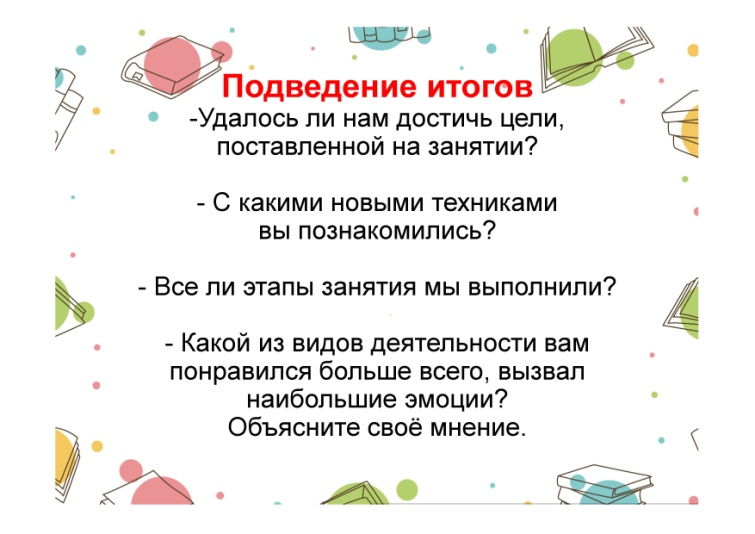 Подведение итогов
-Удалось ли нам достичь цели,
поставленной на занятии?
- С какими новыми техниками
вы познакомились?
- Все ли этапы занятия мы выполнили?
- Какой из видов деятельности вам
понравился больше всего, вызвал
наибольшие эмоции?
Объясните своё мнение.